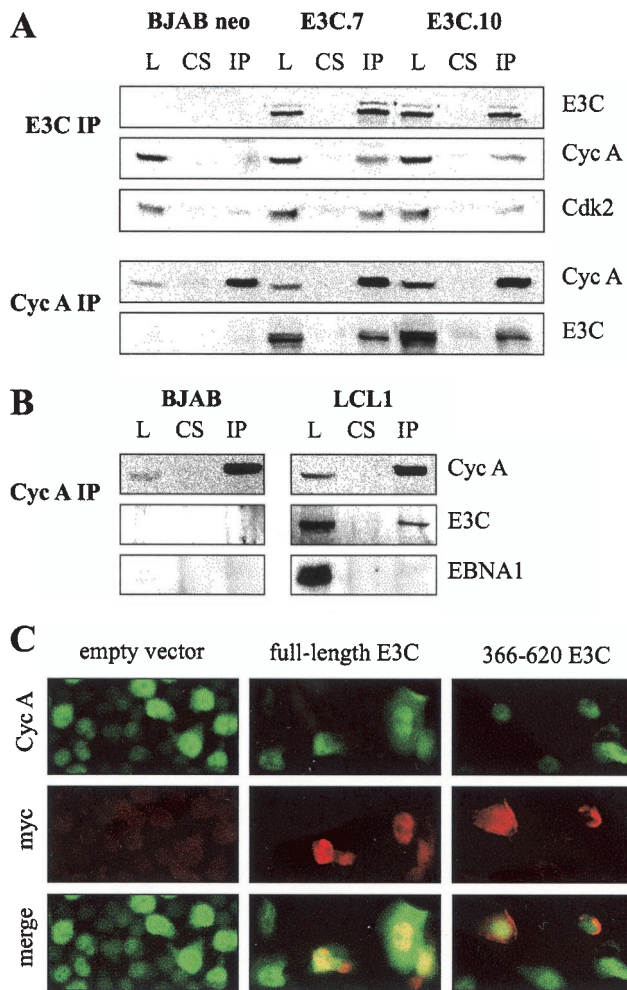 A
BJAB neo E3C.7 E3C.10
L CS IP L CS IP L CS IP
E3C IP
E3C
Cyc A
Cdk2
Cyc A IP
Cyc A
E3C
B
BJAB LCL1
L CS IP L CS IP
Cyc A IP
Cyc A
E3C
EBNA1
C
empty vector full-length E3C 366-620 E3C
Cyc A
myc
merge